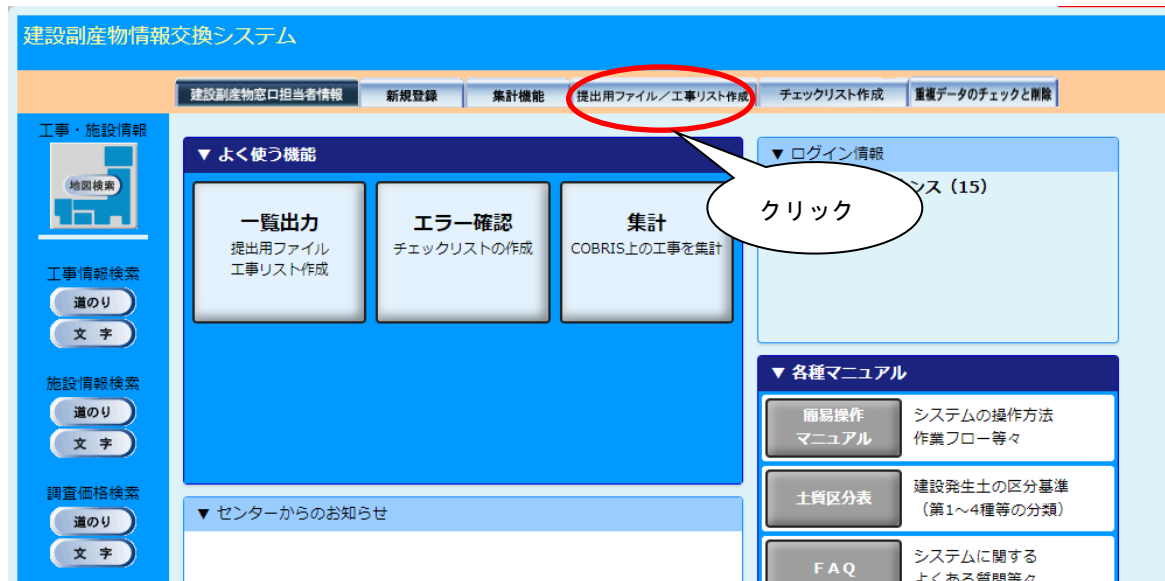 建設副産物情報交換システム
建設副産物窓口担当者情報
新規登録
集計機能
提出用ファイル／工事リスト作成
チェックリスト作成
重複データのチェックと削除
工事・施設情報
地図検索
工事情報検索
道のり
文 字
施設情報検索
道のり
文 字
調査価格検索
道のり
文 字
▼ よく使う機能
一覧出力
提出用ファイル
工事リスト作成
エラー確認
チェックリストの作成
集計
COBRIS上の工事を集計
▼ センターからのお知らせ
▼ ログイン情報
ンス（15）
クリック
▼ 各種マニュアル
簡易操作
マニュアル
システムの操作方法
作業フロー等々
土質区分表
建設発生土の区分基準
（第1～4種等の分類）
ＦＡＱ
システムに関する
よくある質問等々